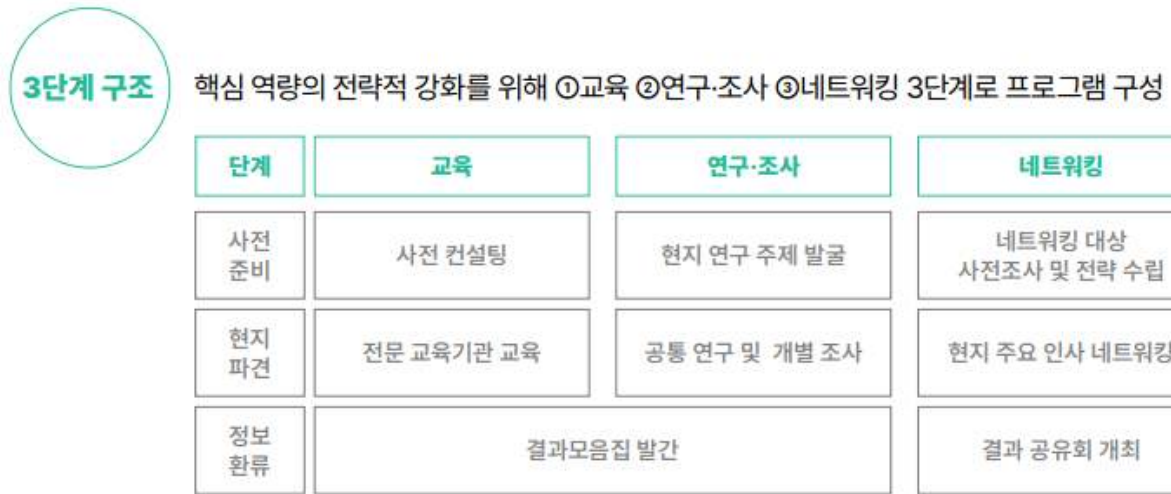 3단계 구조
핵심 역량의 전략적 강화를 위해 ①교육 ②연구·조사 ③네트워킹 3단계로 프로그램 구성
단계
교육
연구·조사
네트워킹
사전
준비
사전 컨설팅
현지 연구 주제 발굴
네트워킹 대상
사전조사 및 전략 수립
현지
파견
전문 교육기관 교육
공통 연구 및 개별 조사
현지 주요 인사 네트워킹
정보
환류
결과모음집 발간
결과 공유회 개최